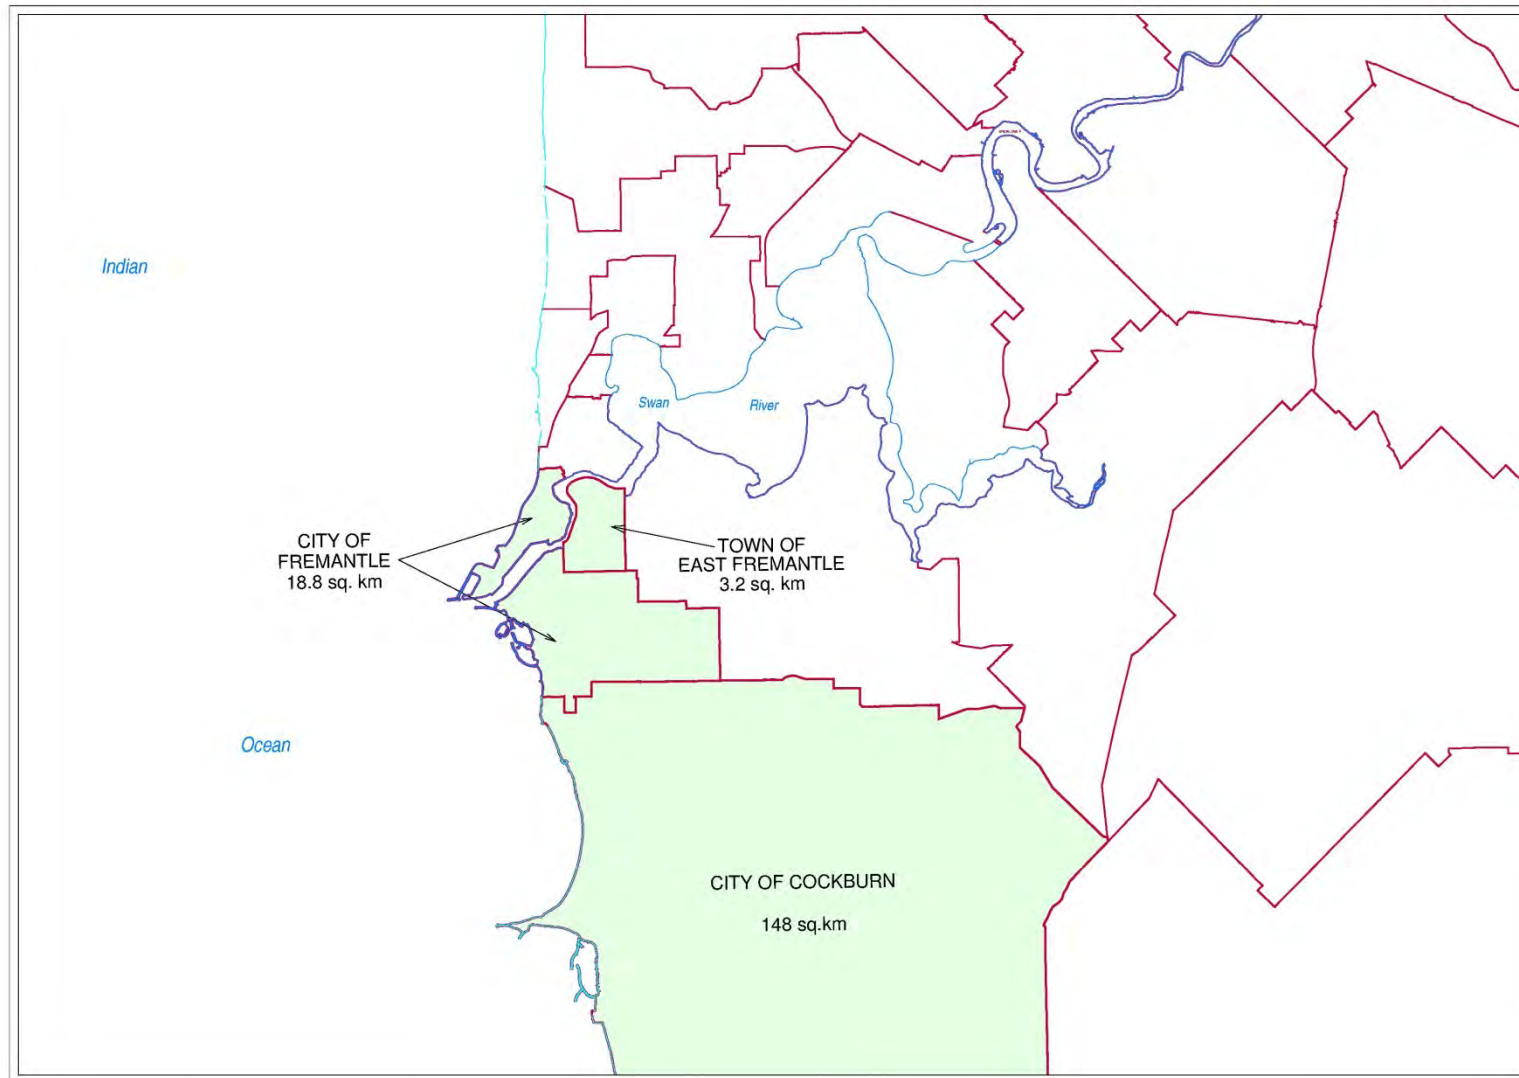 Indian
Swan
River
CITY OF
FREMANTLE
18.8 sq. km
TOWN OF
EAST FREMANTLE
3.2 sq. km
Ocean
CITY OF COCKBURN
148 sq.km